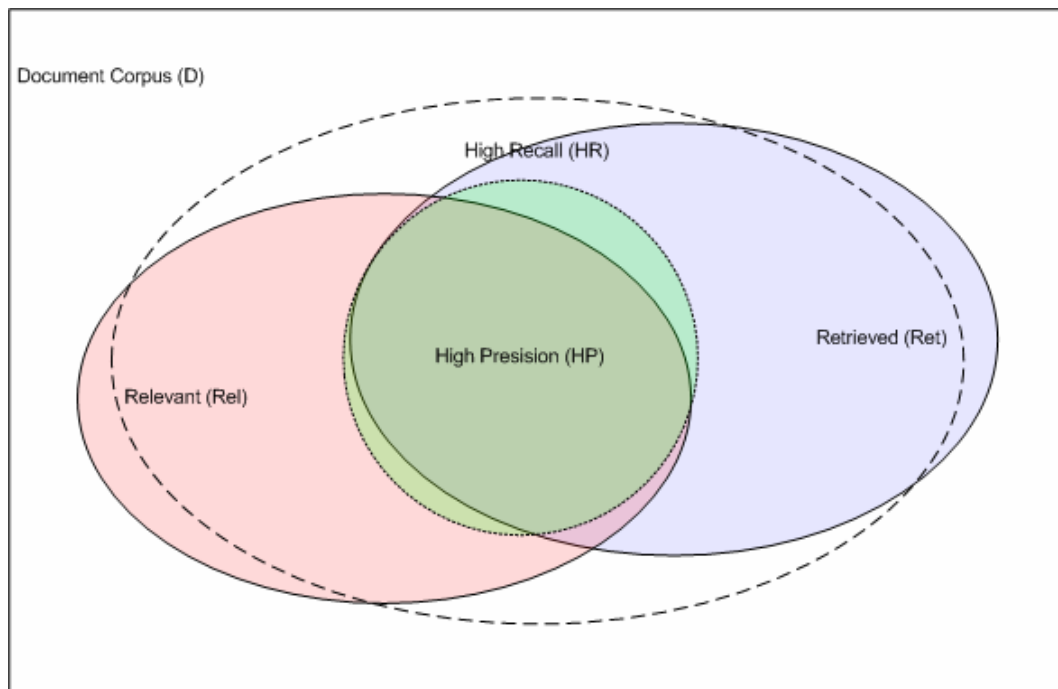 Document Corpus (D)
High Recall (HR)
Retrieved (Ret)
High Presision (HP)
Relevant (Rel)